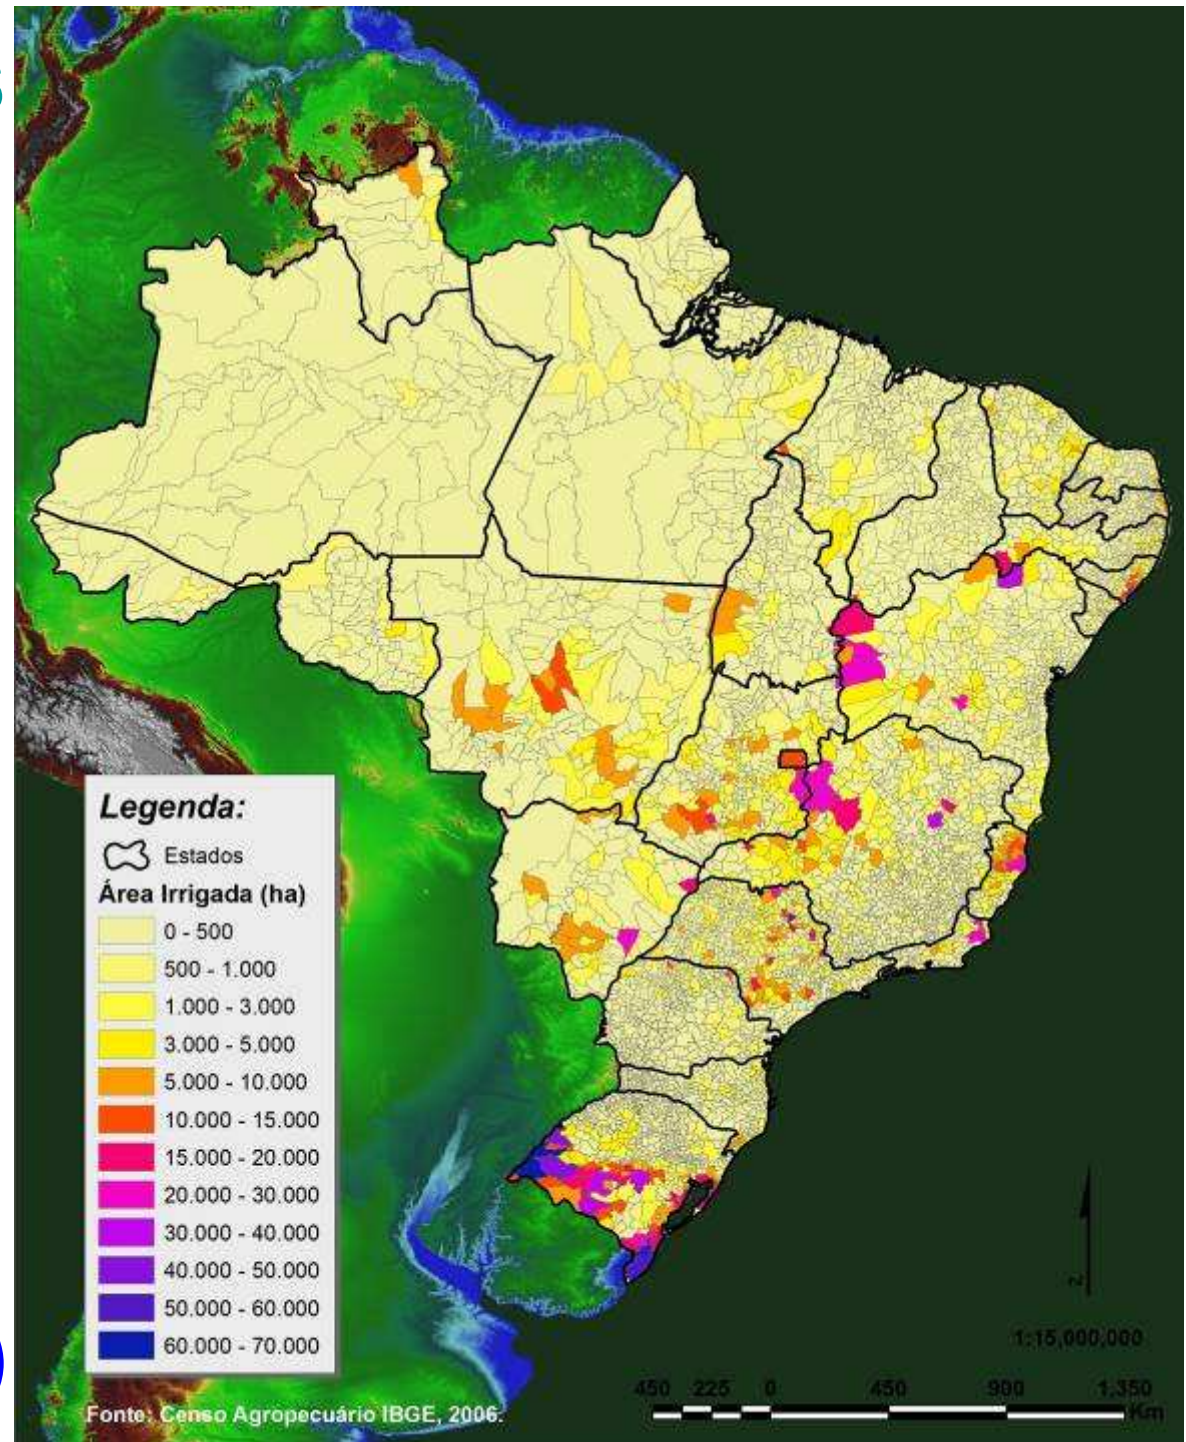 Legenda:
Estados
Área Irrigada (ha)
0 - 500
500 - 1.000
1.000 - 3.000
3.000 - 5.000
5.000 - 10.000
10.000 - 15.000
15.000 - 20.000
20.000 - 30.000
30.000 - 40.000
40.000 - 50.000
50.000 - 60.000
60.000 - 70.000
Fonte: Censo Agropecuário IBGE, 2006.
z
1:15,000,000
450 225 0 450 900 1,350
Km